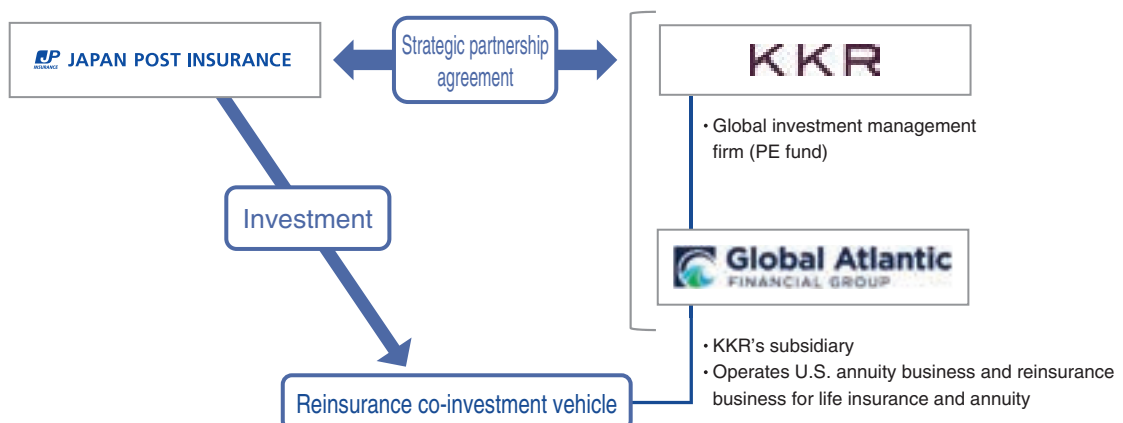 JP
INSURANCE
JAPAN POST INSURANCE
Strategic partnership
agreement
KKR
• Global investment management
firm (PE fund)
Investment
Global Atlantic
FINANCIAL GROUP
• KKR's subsidiary
• Operates U.S. annuity business and reinsurance
business for life insurance and annuity
Reinsurance co-investment vehicle